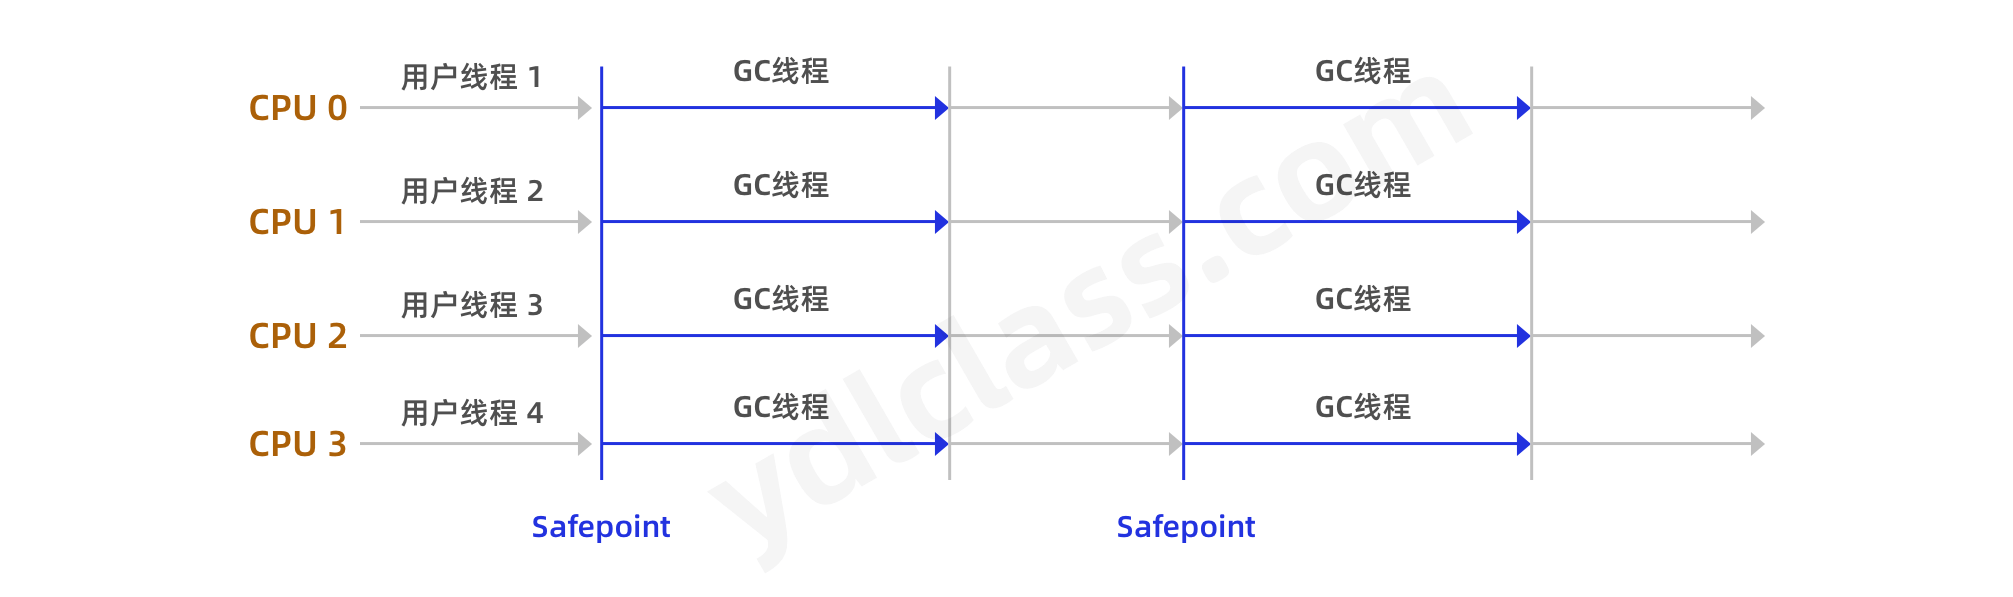 用户线程 1 GC线程 GC线程
CPU 0
用户线程 2 GC线程 GC线程
CPU 1
用户线程 3 GC线程 GC线程
CPU 2
用户线程 4 GC线程 GC线程
CPU 3
Safepoint Safepoint
ydlclass.com